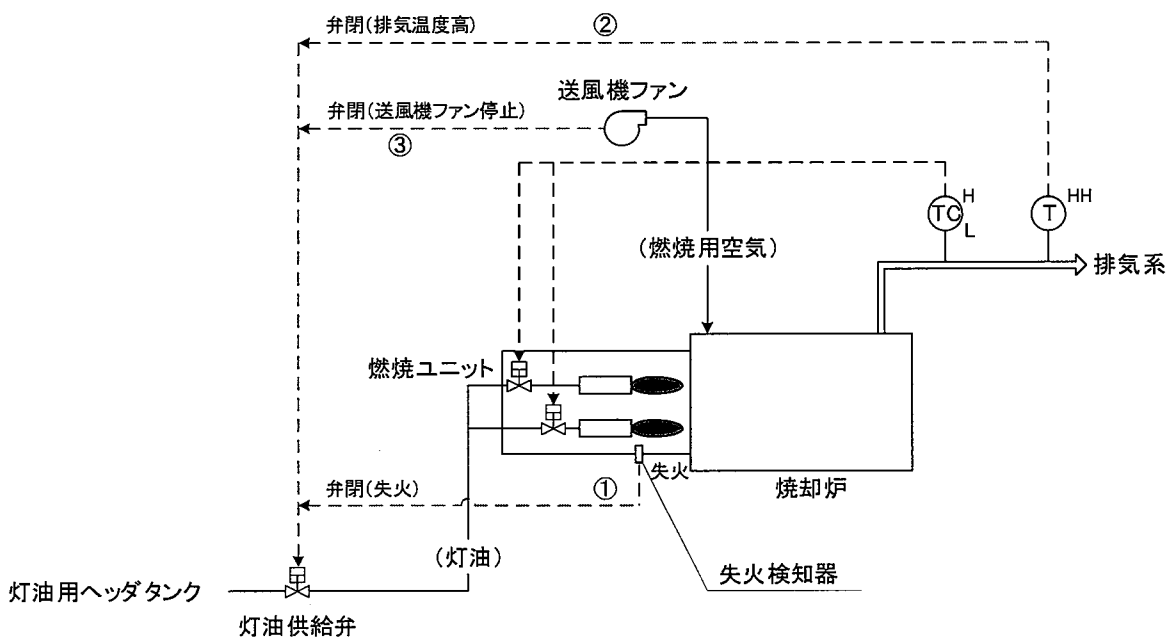 弁閉(排気温度高)
②
送風機ファン
弁閉(送風機ファン停止)
③
TC
H
L
T
HH
(燃焼用空気)
排気系
燃焼ユニット
失火
弁閉(失火)
①
焼却炉
(灯油)
失火検知器
灯油用ヘッダタンク
灯油供給弁